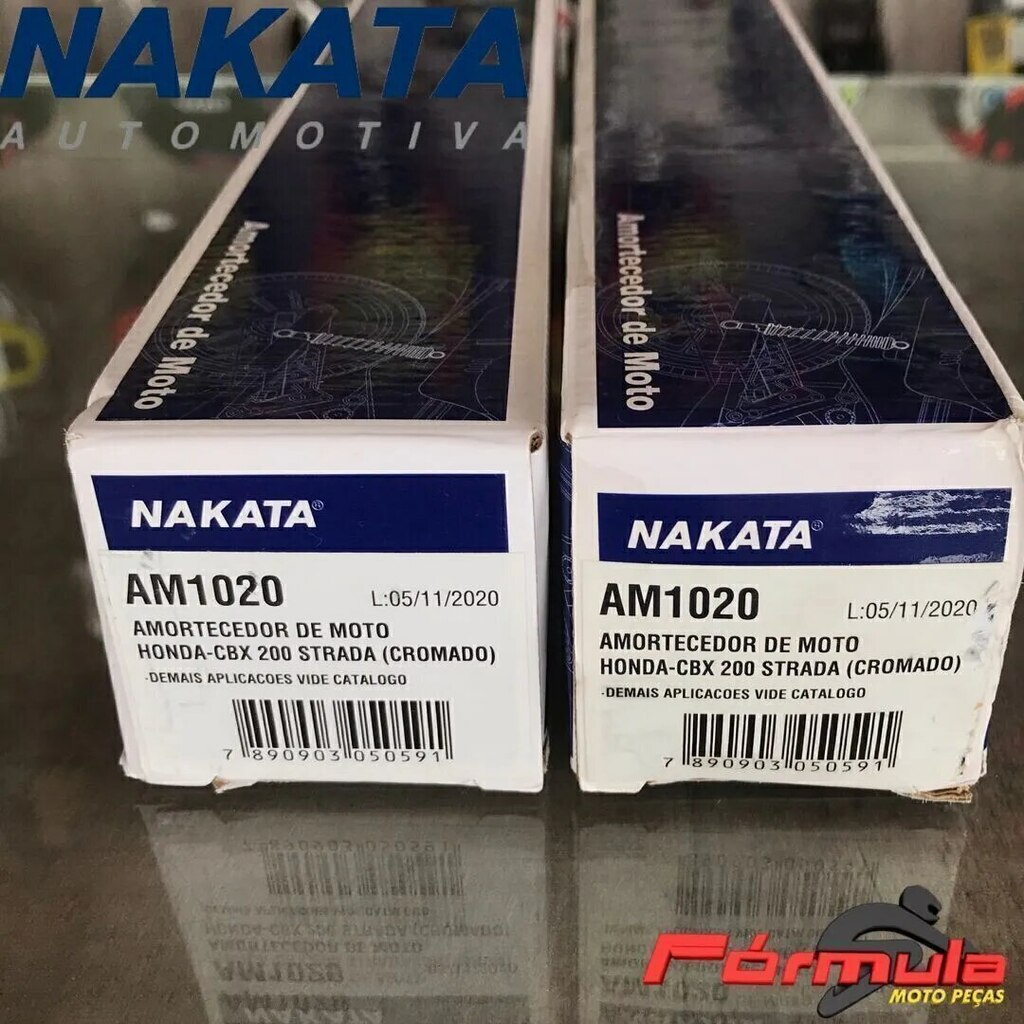 NAKATA
AUTOMOTIVA
Amortecedor de Moto
Amortecedor de Moto
NAKATA®
AM1020 L:05/11/2020
AMORTECEDOR DE MOTO
HONDA-CBX 200 STRADA (CROMADO)
-DEMAIS APLICACOES VIDE CATALOGO
7 890903 050591
NAKATA®
AM1020 L:05/11/2020
AMORTECEDOR DE MOTO
HONDA-CBX 200 STRADA (CROMADO)
-DEMAIS APLICACOES VIDE CATALOGO
7 890903 050591
Fórmula
MOTO PEÇAS